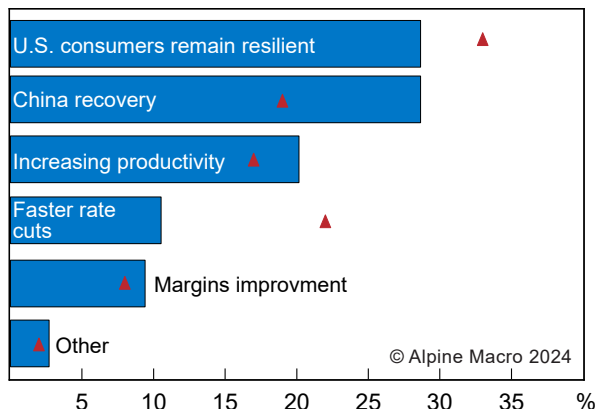 U.S. consumers remain resilient
China recovery
Increasing productivity
Faster rate
cuts
Margins improvment
Other
© Alpine Macro 2024
5 10 15 20 25 30 35 %